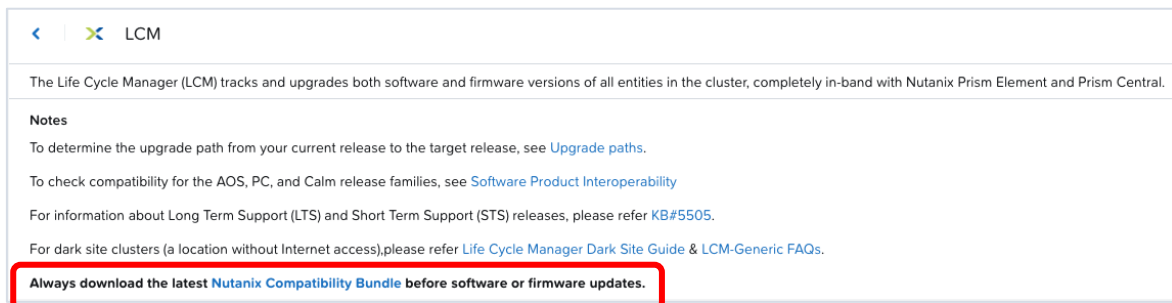 LCM
The Life Cycle Manager (LCM) tracks and upgrades both software and firmware versions of all entities in the cluster, completely in-band with Nutanix Prism Element and Prism Central.
Notes
To determine the upgrade path from your current release to the target release, see Upgrade paths.
To check compatibility for the AOS, PC, and Calm release families, see Software Product Interoperability
For information about Long Term Support (LTS) and Short Term Support (STS) releases, please refer KB#5505.
For dark site clusters (a location without Internet access),please refer Life Cycle Manager Dark Site Guide & LCM-Generic FAQs.
Always download the latest Nutanix Compatibility Bundle before software or firmware updates.